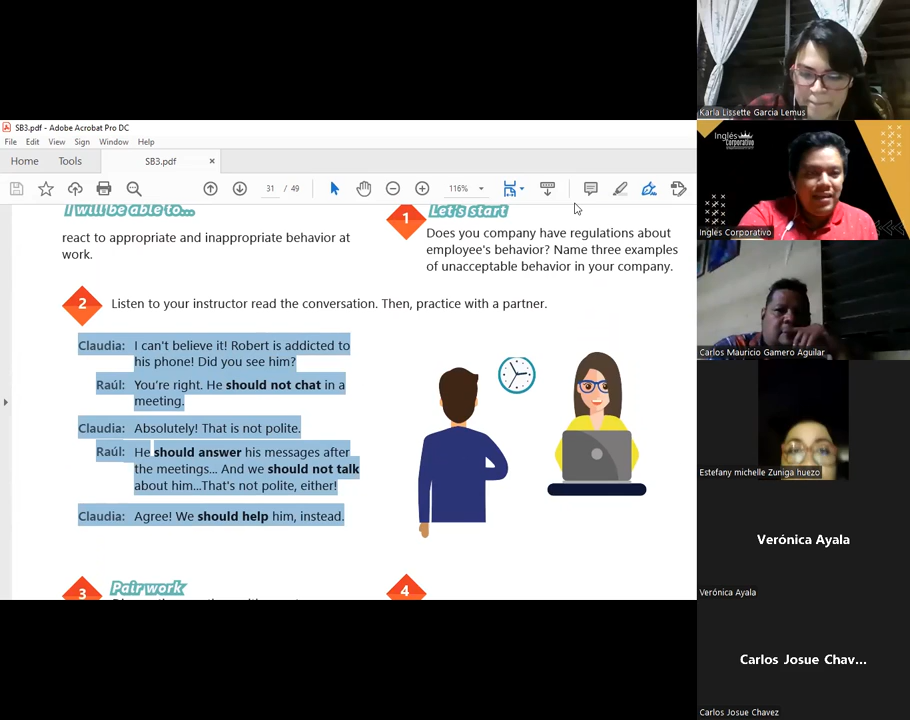 SB3.pdf - Adobe Acrobat Pro DC
File Edit View Sign Window Help
Home Tools SB3.pdf ×
31 / 49 116%
I will be able to...
react to appropriate and inappropriate behavior at
work.
1 Let's start
Does you company have regulations about
employee's behavior? Name three examples
of unacceptable behavior in your company.
2 Listen to your instructor read the conversation. Then, practice with a partner.
Claudia: I can't believe it! Robert is addicted to
his phone! Did you see him?
Raúl: You're right. He should not chat in a
meeting.
Claudia: Absolutely! That is not polite.
Raúl: He should answer his messages after
the meetings... And we should not talk
about him...That's not polite, either!
Claudia: Agree! We should help him, instead.
3 Pair work
4
Karla Lissette Garcia Lemus
Inglés
Corporativo
Inglés Corporativo
Carlos Mauricio Gamero Aguilar
Estefany michelle Zuniga huezo
Verónica Ayala
Verónica Ayala
Carlos Josue Chav...
Carlos Josue Chavez